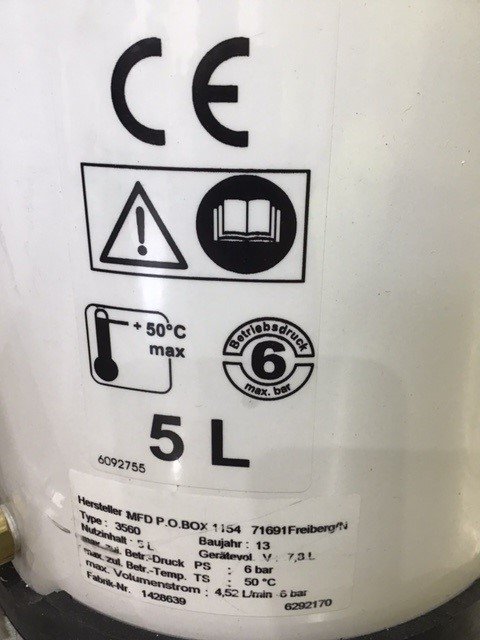 CE
+ 50°C
max
Betriebsdruck
6
max. bar
5 L
6092755
Hersteller MFD P.O.BOX 1154 71691 Freiberg/N
Type : 3560
Nutzinhalt : 5 L Baujahr : 13
max. zul. Betr.-Druck PS : 6 bar Gerätevol. V : 7,3 L
max. zul. Betr.-Temp. TS : 50 °C
max. Volumenstrom : 4,52 L/min 6 bar
Fabrik-Nr. 1428639 6292170